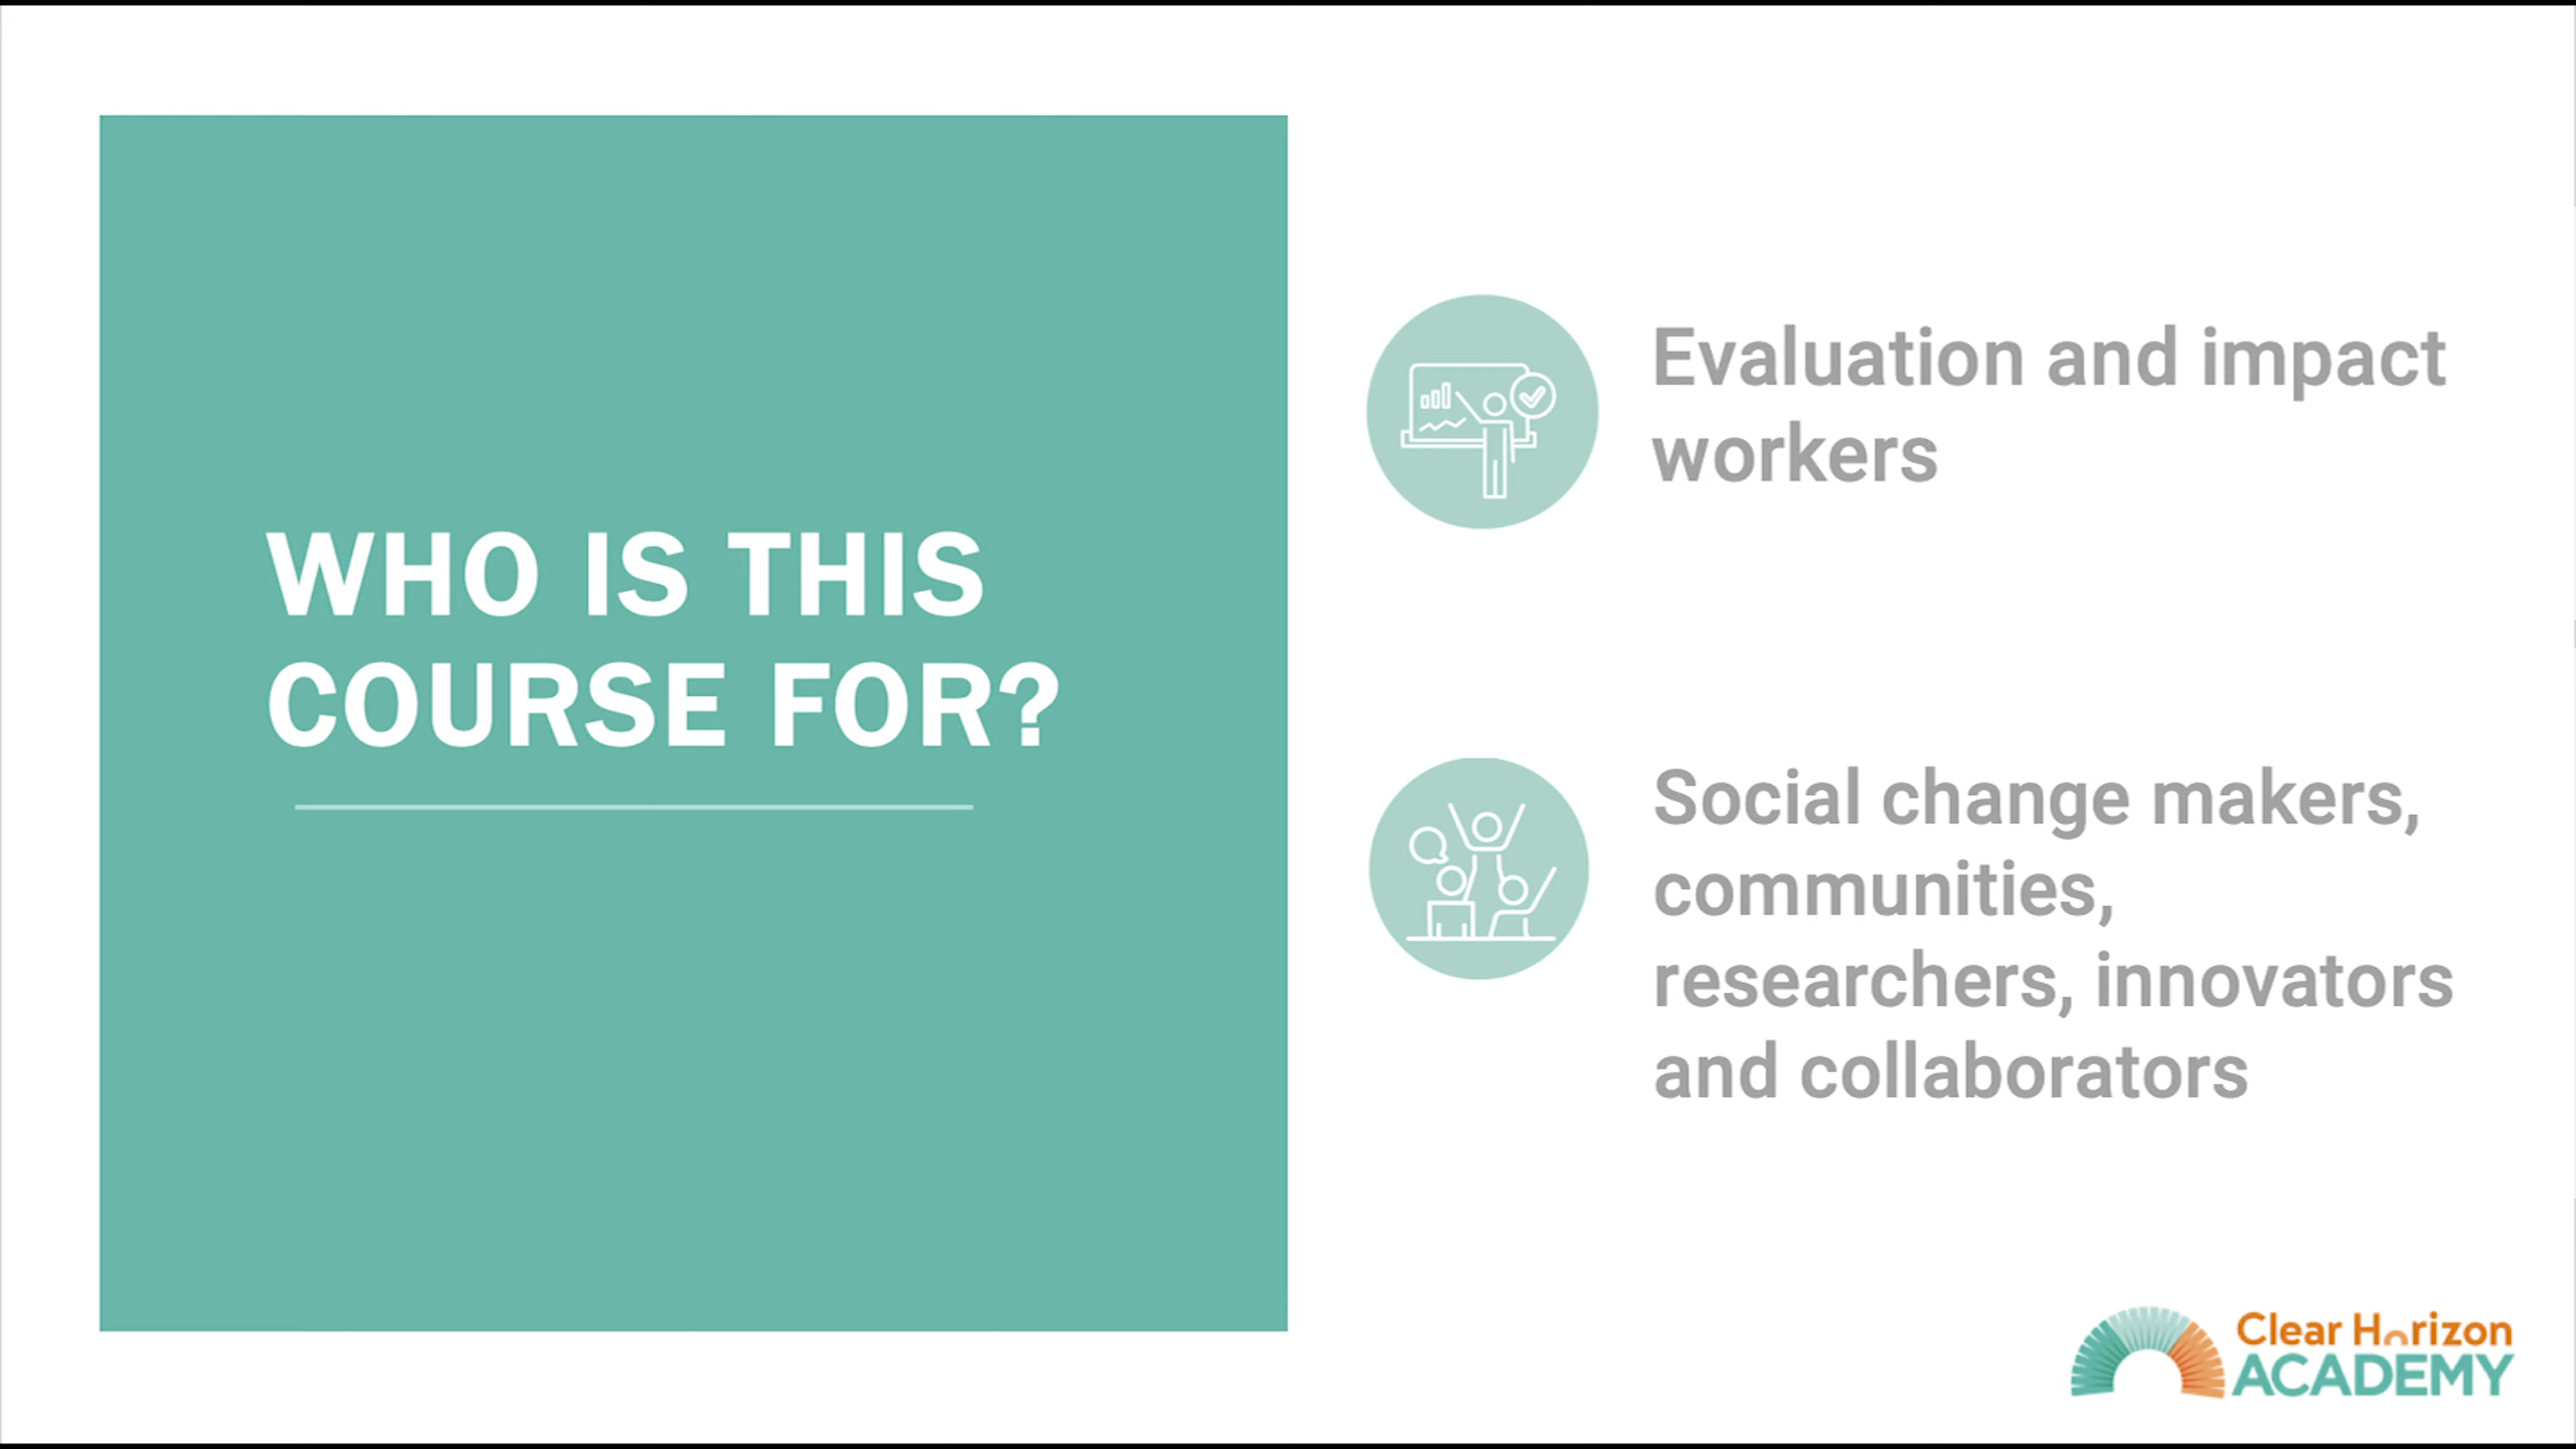 WHO IS THIS
COURSE FOR?
Evaluation and impact
workers
Social change makers,
communities,
researchers, innovators
and collaborators
Clear Horizon
ACADEMY